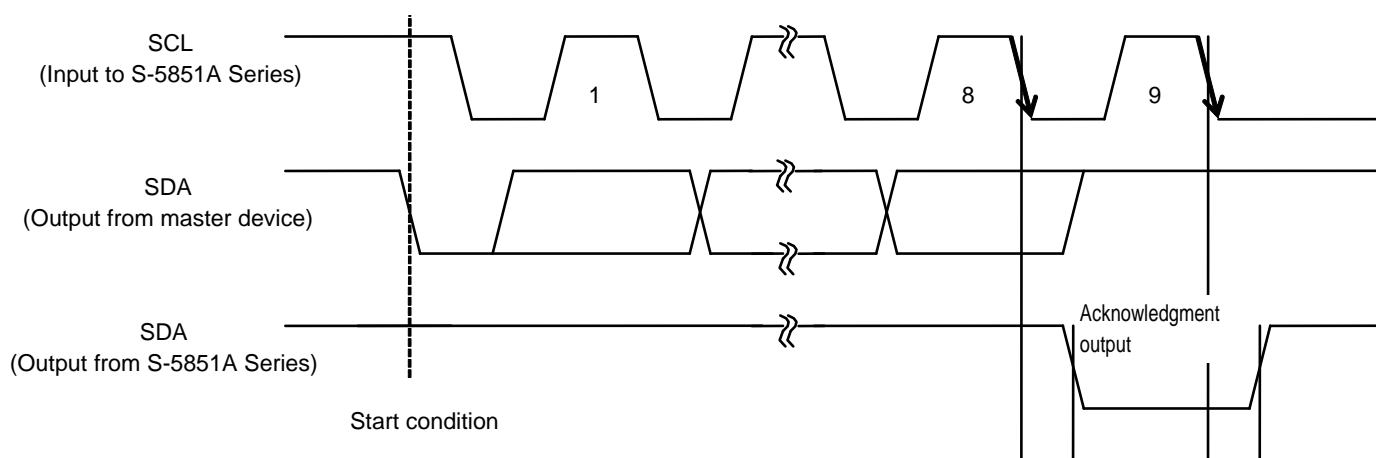 SCL
(Input to S-5851A Series)
1
8
9
SDA
(Output from master device)
SDA
(Output from S-5851A Series)
Acknowledgment
output
Start condition